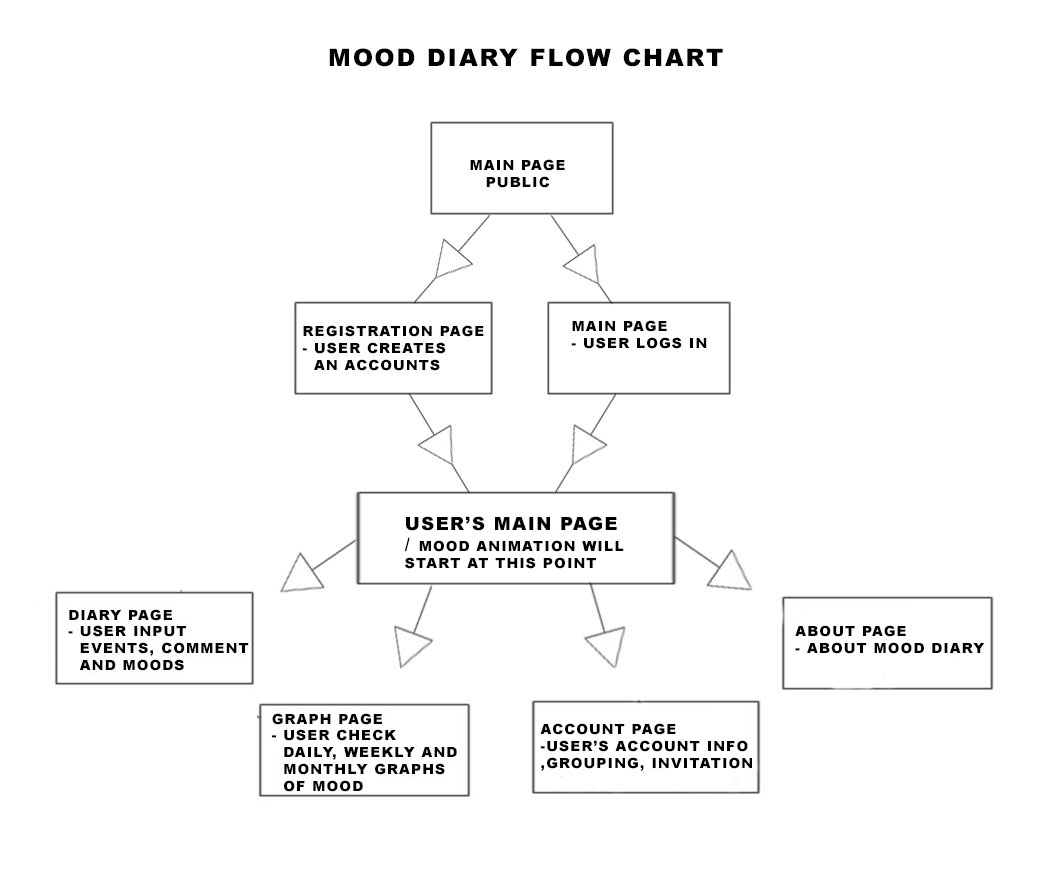 MOOD DIARY FLOW CHART
MAIN PAGE
PUBLIC
REGISTRATION PAGE
- USER CREATES
AN ACCOUNTS
MAIN PAGE
- USER LOGS IN
USER'S MAIN PAGE
/ MOOD ANIMATION WILL
START AT THIS POINT
DIARY PAGE
- USER INPUT
EVENTS, COMMENT
AND MOODS
GRAPH PAGE
- USER CHECK
DAILY, WEEKLY AND
MONTHLY GRAPHS
OF MOOD
ACCOUNT PAGE
-USER'S ACCOUNT INFO
,GROUPING, INVITATION
ABOUT PAGE
- ABOUT MOOD DIARY